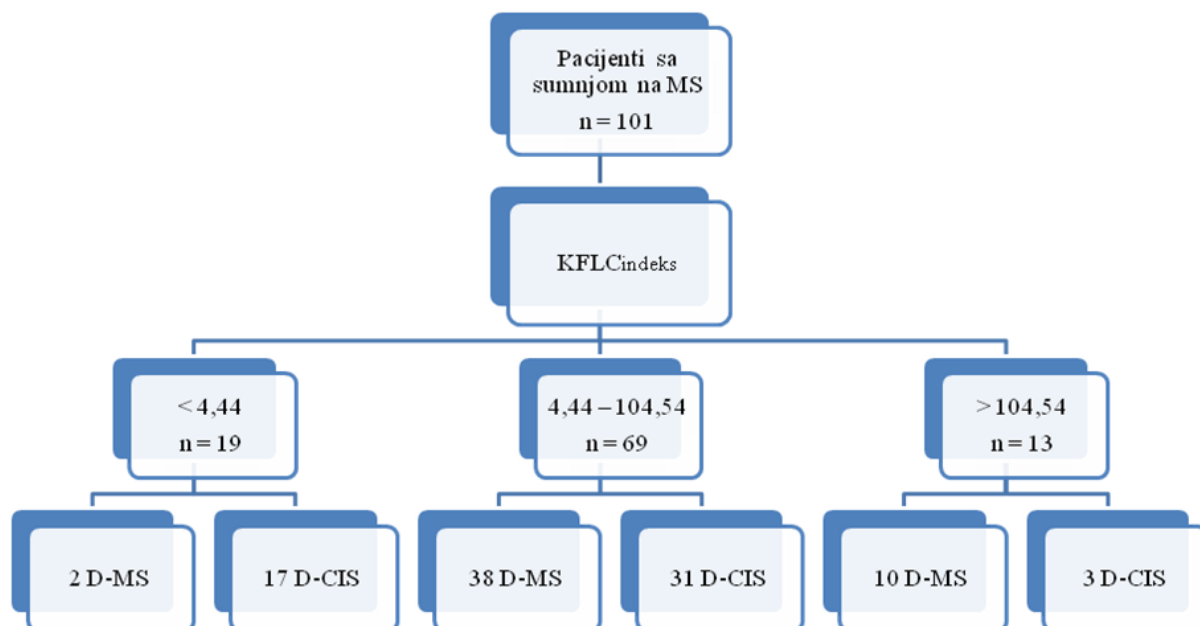 Pacijenti sa
sumnjom na MS
n = 101
KFLCindeks
< 4,44
n = 19
4,44 – 104,54
n = 69
> 104,54
n = 13
2 D-MS
17 D-CIS
38 D-MS
31 D-CIS
10 D-MS
3 D-CIS